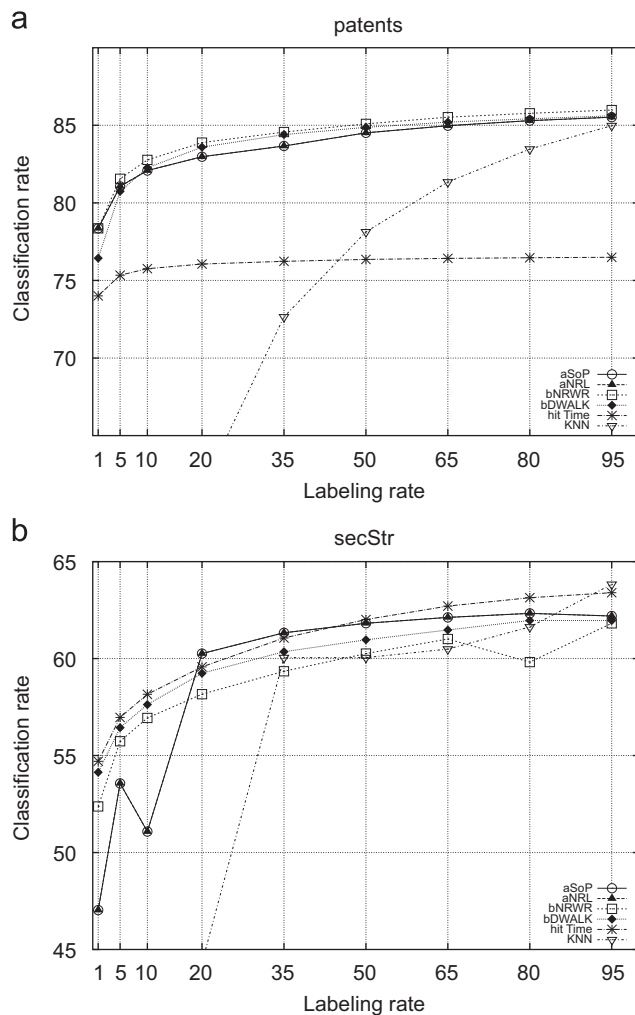 a
patents
Classification rate
85
80
75
70
aSoP
aNRL
bNRWR
bDWALK
hit Time
KNN
1 5 10 20 35 50 65 80 95
Labeling rate
b
secStr
Classification rate
65
60
55
50
45
aSoP
aNRL
bNRWR
bDWALK
hit Time
KNN
1 5 10 20 35 50 65 80 95
Labeling rate